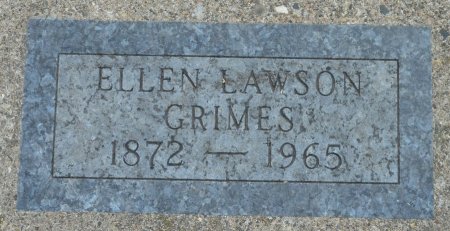 ELLEN LAWSON
GRIMES
1872 — 1965